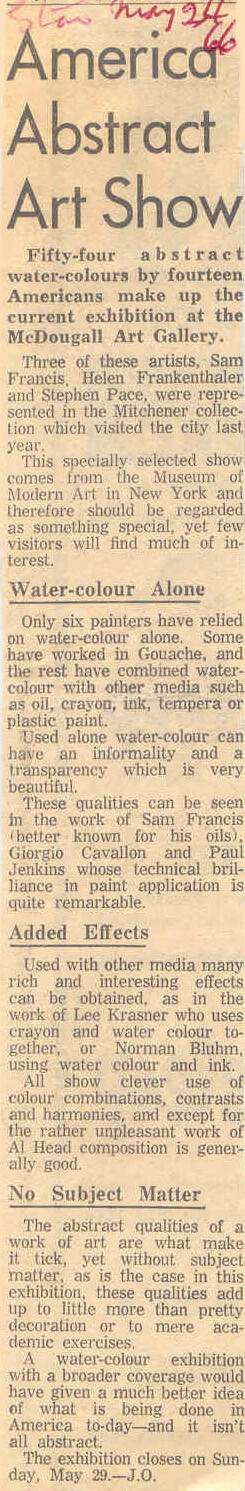 Star May 24
66
America
Abstract
Art Show
Fifty-four abstract
water-colours by fourteen
Americans make up the
current exhibition at the
McDougall Art Gallery.
Three of these artists, Sam
Francis, Helen Frankenthaler
and Stephen Pace, were repre-
sented in the Mitchener collec-
tion which visited the city last
year.
This specially selected show
comes from the Museum of
Modern Art in New York and
therefore should be regarded
as something special, yet few
visitors will find much of in-
terest.
Water-colour Alone
Only six painters have relied
on water-colour alone. Some
have worked in Gouache, and
the rest have combined water-
colour with other media such
as oil, crayon, ink, tempera or
plastic paint.
Used alone water-colour can
have an informality and a
transparency which is very
beautiful.
These qualities can be seen
in the work of Sam Francis
(better known for his oils),
Giorgio Cavallon and Paul
Jenkins whose technical bril-
liance in paint application is
quite remarkable.
Added Effects
Used with other media many
rich and interesting effects
can be obtained, as in the
work of Lee Krasner who uses
crayon and water colour to-
gether, or Norman Bluhm,
using water colour and ink.
All show clever use of
colour combinations, contrasts
and harmonies, and except for
the rather unpleasant work of
Al Head composition is gener-
ally good.
No Subject Matter
The abstract qualities of a
work of art are what make
it tick, yet without subject
matter, as is the case in this
exhibition, these qualities add
up to little more than pretty
decoration or to mere aca-
demic exercises.
A water-colour exhibition
with a broader coverage would
have given a much better idea
of what is being done in
America to-day—and it isn't
all abstract.
The exhibition closes on Sun-
day, May 29.—J.O.